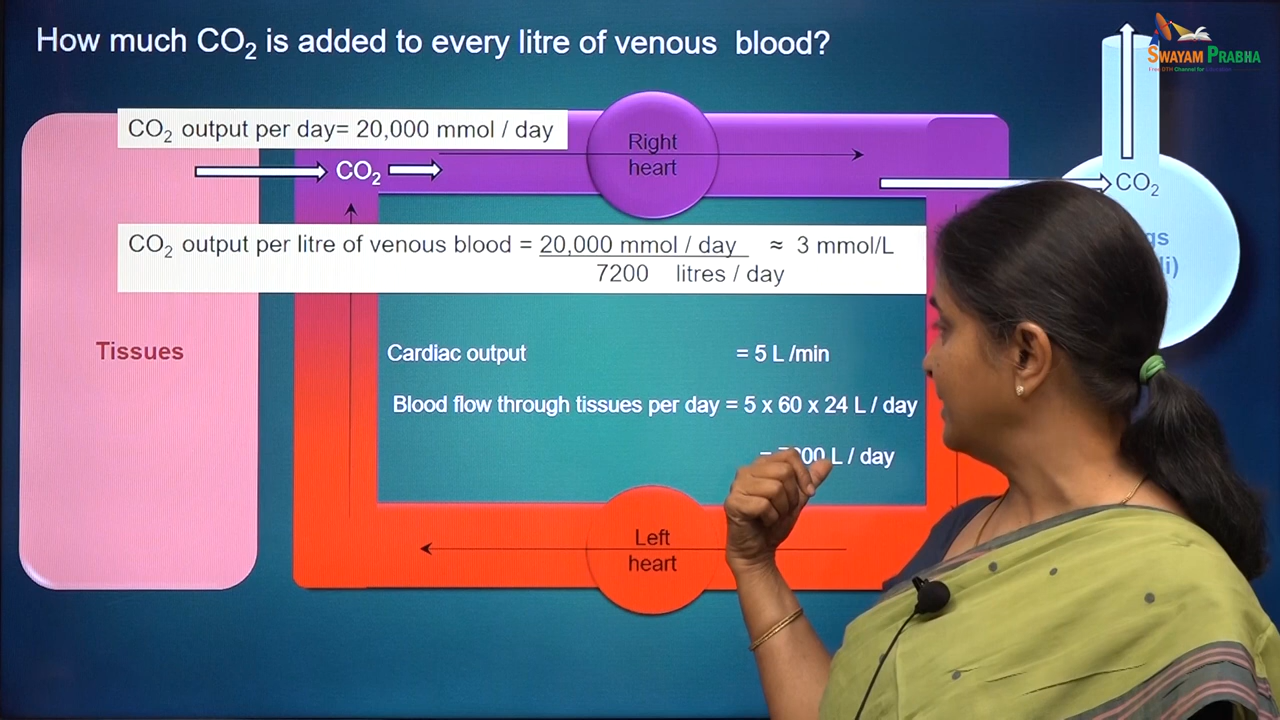 How much CO₂ is added to every litre of venous blood?
SWAYAM PRABHA
CO₂ output per day= 20,000 mmol / day
Right
heart
CO₂
CO₂
CO₂ output per litre of venous blood = 20,000 mmol / day ≈ 3 mmol/L
7200 litres / day
Tissues
Cardiac output = 5 L /min
Blood flow through tissues per day = 5 x 60 x 24 L / day
L / day
Left
heart